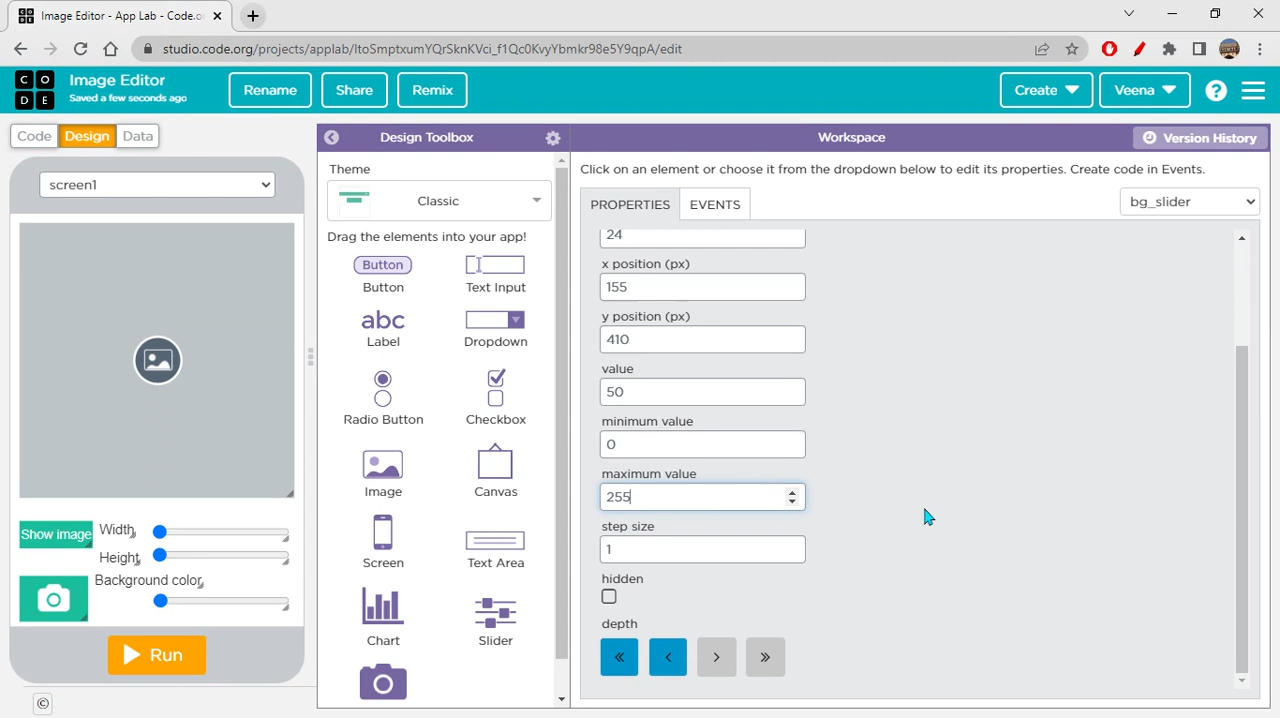 Image Editor - App Lab - Code.o
studio.code.org/projects/applab/ltoSmptxumYQrSknKVci_f1Qc0KvyYbmkr98e5Y9qpA/edit
CODE
Image Editor
Saved a few seconds ago
Rename
Share
Remix
Create
Veena
?
Code
Design
Data
Design Toolbox
Workspace
Version History
screen1
Theme
Classic
Drag the elements into your app!
Button
Button
Text Input
abc
Label
Dropdown
Radio Button
Checkbox
Image
Canvas
Screen
Text Area
Chart
Slider
Click on an element or choose it from the dropdown below to edit its properties. Create code in Events.
PROPERTIES
EVENTS
bg_slider
24
x position (px)
155
y position (px)
410
value
50
minimum value
0
maximum value
255
step size
1
hidden
depth
Show image
Width
Height
Background color
Run
©